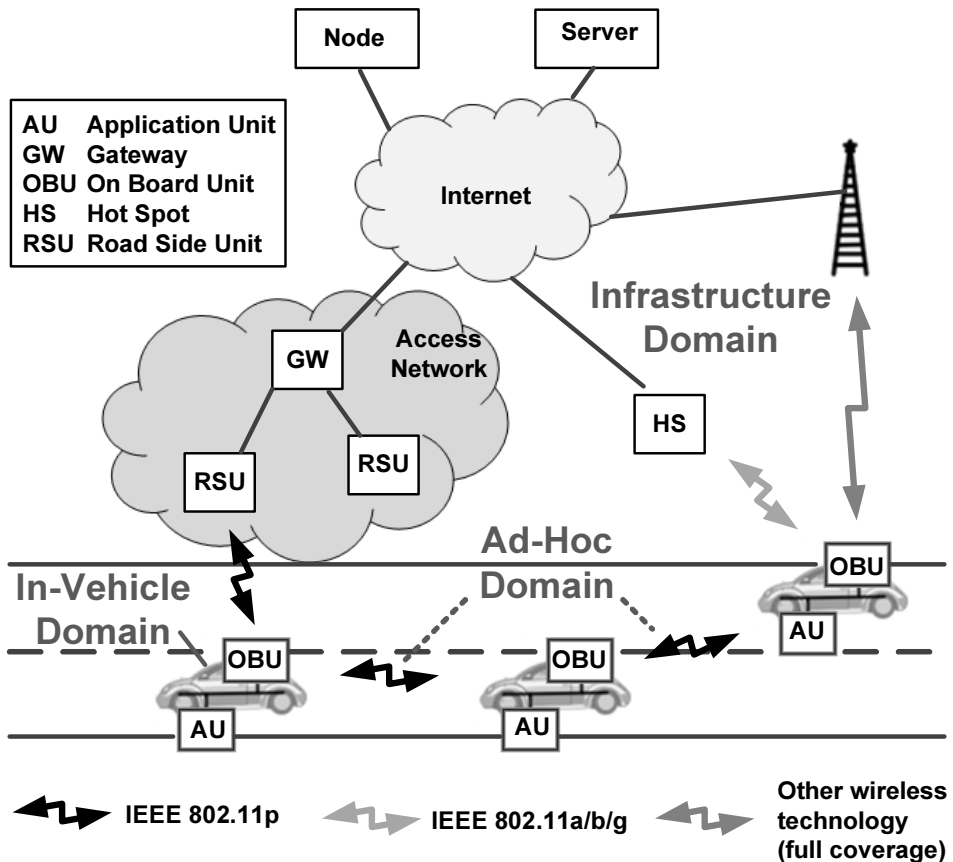 Node
Server
AU Application Unit
GW Gateway
OBU On Board Unit
HS Hot Spot
RSU Road Side Unit
Internet
Infrastructure
Domain
Access
Network
GW
HS
RSU
RSU
Ad-Hoc
Domain
In-Vehicle
Domain
OBU
AU
OBU
AU
OBU
AU
IEEE 802.11p
IEEE 802.11a/b/g
Other wireless
technology
(full coverage)